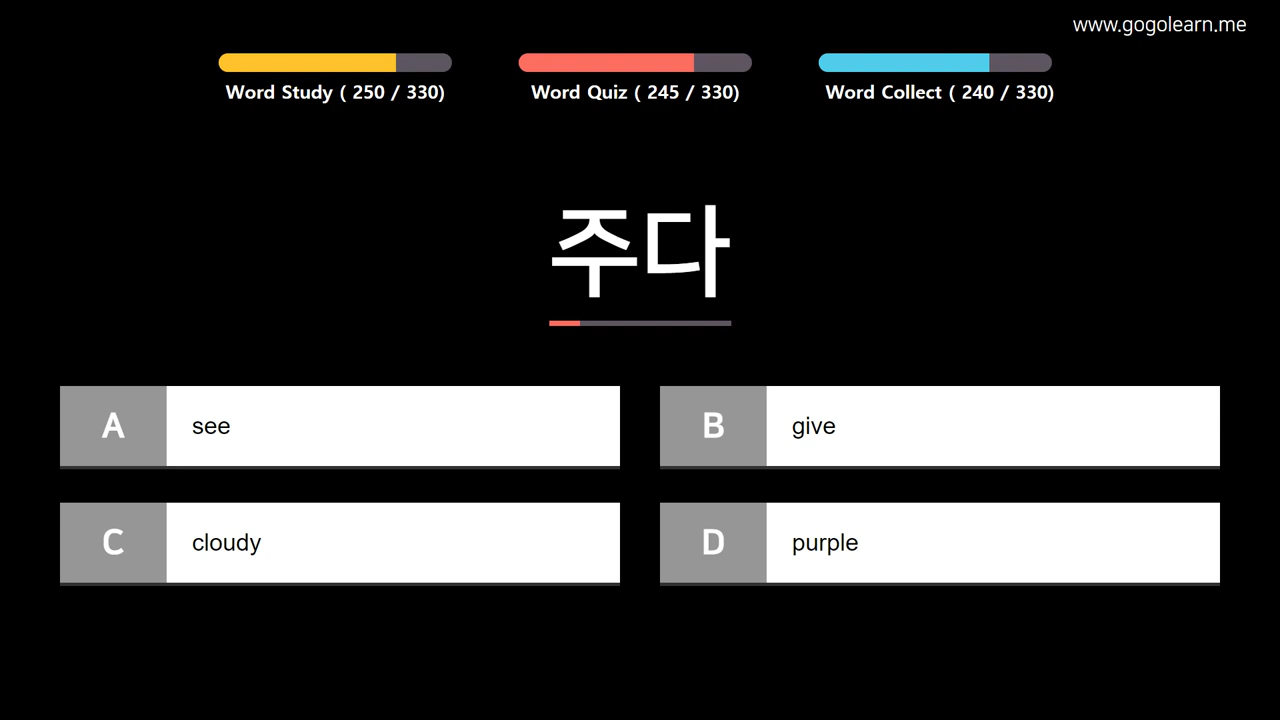 www.gogolearn.me
Word Study ( 250 / 330)
Word Quiz ( 245 / 330)
Word Collect ( 240 / 330)
주다
A see
B give
C cloudy
D purple